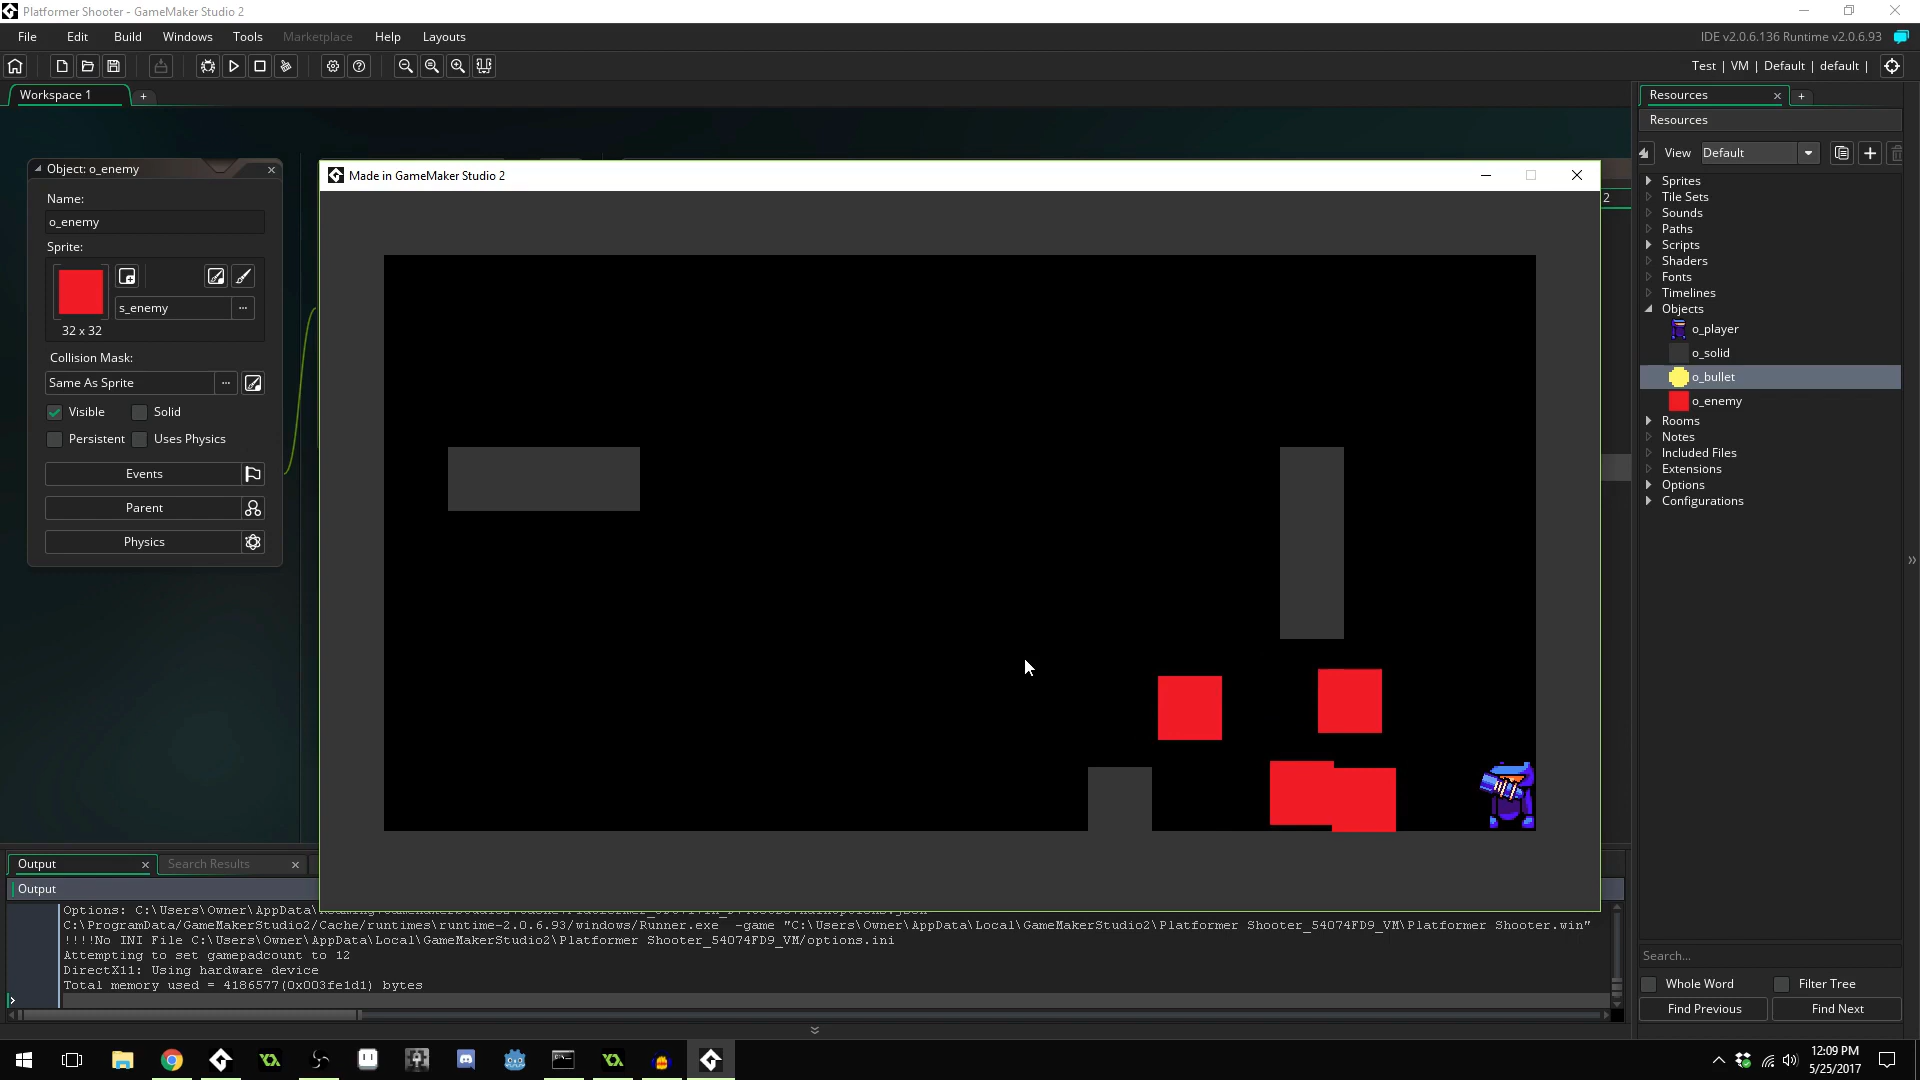 Platformer Shooter - GameMaker Studio 2
File Edit Build Windows Tools Marketplace Help Layouts
IDE v2.0.6.136 Runtime v2.0.6.93
Test | VM | Default | default |
Workspace 1
+
Resources
+
Resources
View Default
Sprites
Tile Sets
Sounds
Paths
Scripts
Shaders
Fonts
Timelines
Objects
o_player
o_solid
o_bullet
o_enemy
Rooms
Notes
Included Files
Extensions
Options
Configurations
Search...
Whole Word
Filter Tree
Find Previous
Find Next
Object: o_enemy
Name:
o_enemy
Sprite:
s_enemy
32 x 32
Collision Mask:
Same As Sprite
Visible
Solid
Persistent
Uses Physics
Events
Parent
Physics
Made in GameMaker Studio 2
2
Output
Search Results
Output
Options: C:\Users\Owner\AppData\
C:\ProgramData/GameMakerStudio2/Cache/runtimes\runtime-2.0.6.93/windows/Runner.exe -game "C:\Users\Owner\AppData\Local\GameMakerStudio2\Platformer Shooter_54074FD9_VM\Platformer Shooter.win"
!!!!No INI File C:\Users\Owner\AppData\Local\GameMakerStudio2\Platformer Shooter_54074FD9_VM/options.ini
Attempting to set gamepadcount to 12
DirectX11: Using hardware device
Total memory used = 4186577(0x003fe1d1) bytes
12:09 PM
5/25/2017